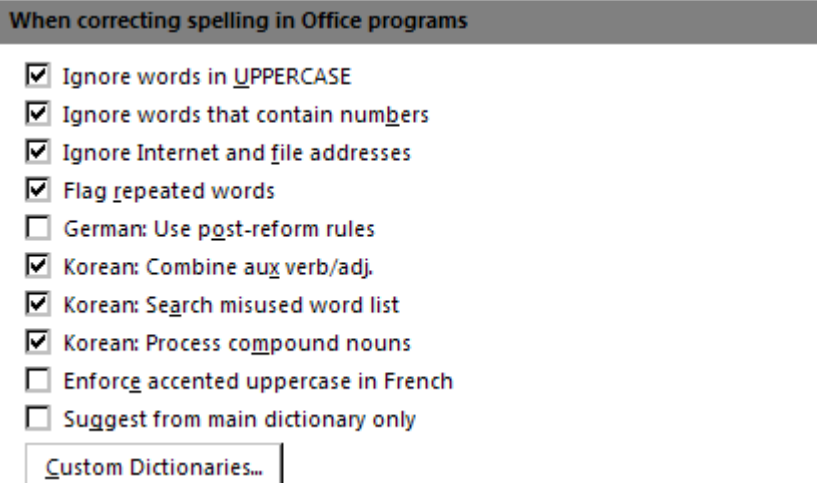 When correcting spelling in Office programs
Ignore words in UPPERCASE
Ignore words that contain numbers
Ignore Internet and file addresses
Flag repeated words
German: Use post-reform rules
Korean: Combine aux verb/adj.
Korean: Search misused word list
Korean: Process compound nouns
Enforce accented uppercase in French
Suggest from main dictionary only
Custom Dictionaries...